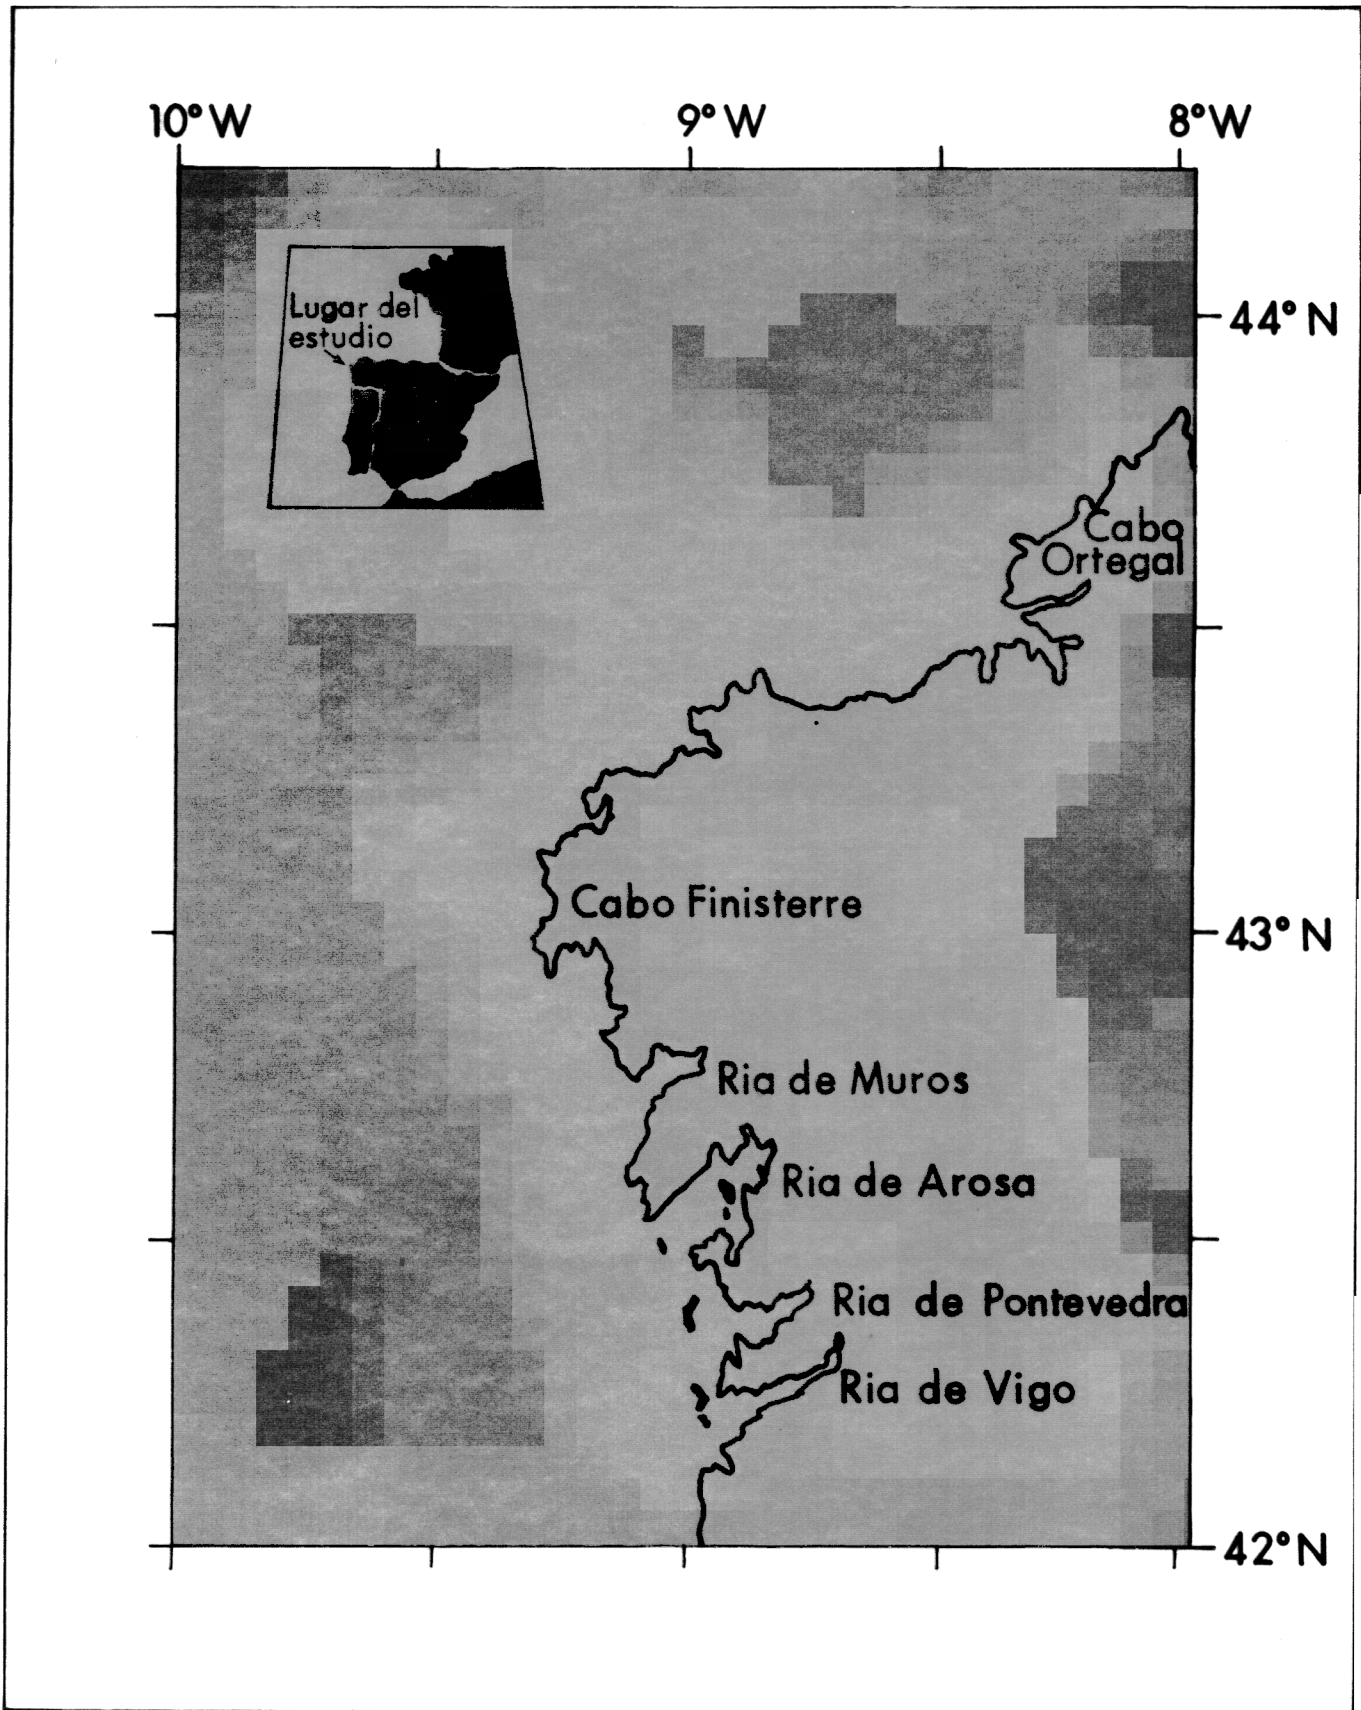 10° W
9° W
8° W
Lugar del
estudio
44° N
Cabo
Ortegal
Cabo Finisterre
43° N
Ria de Muros
Ria de Arosa
Ria de Pontevedra
Ria de Vigo
42° N